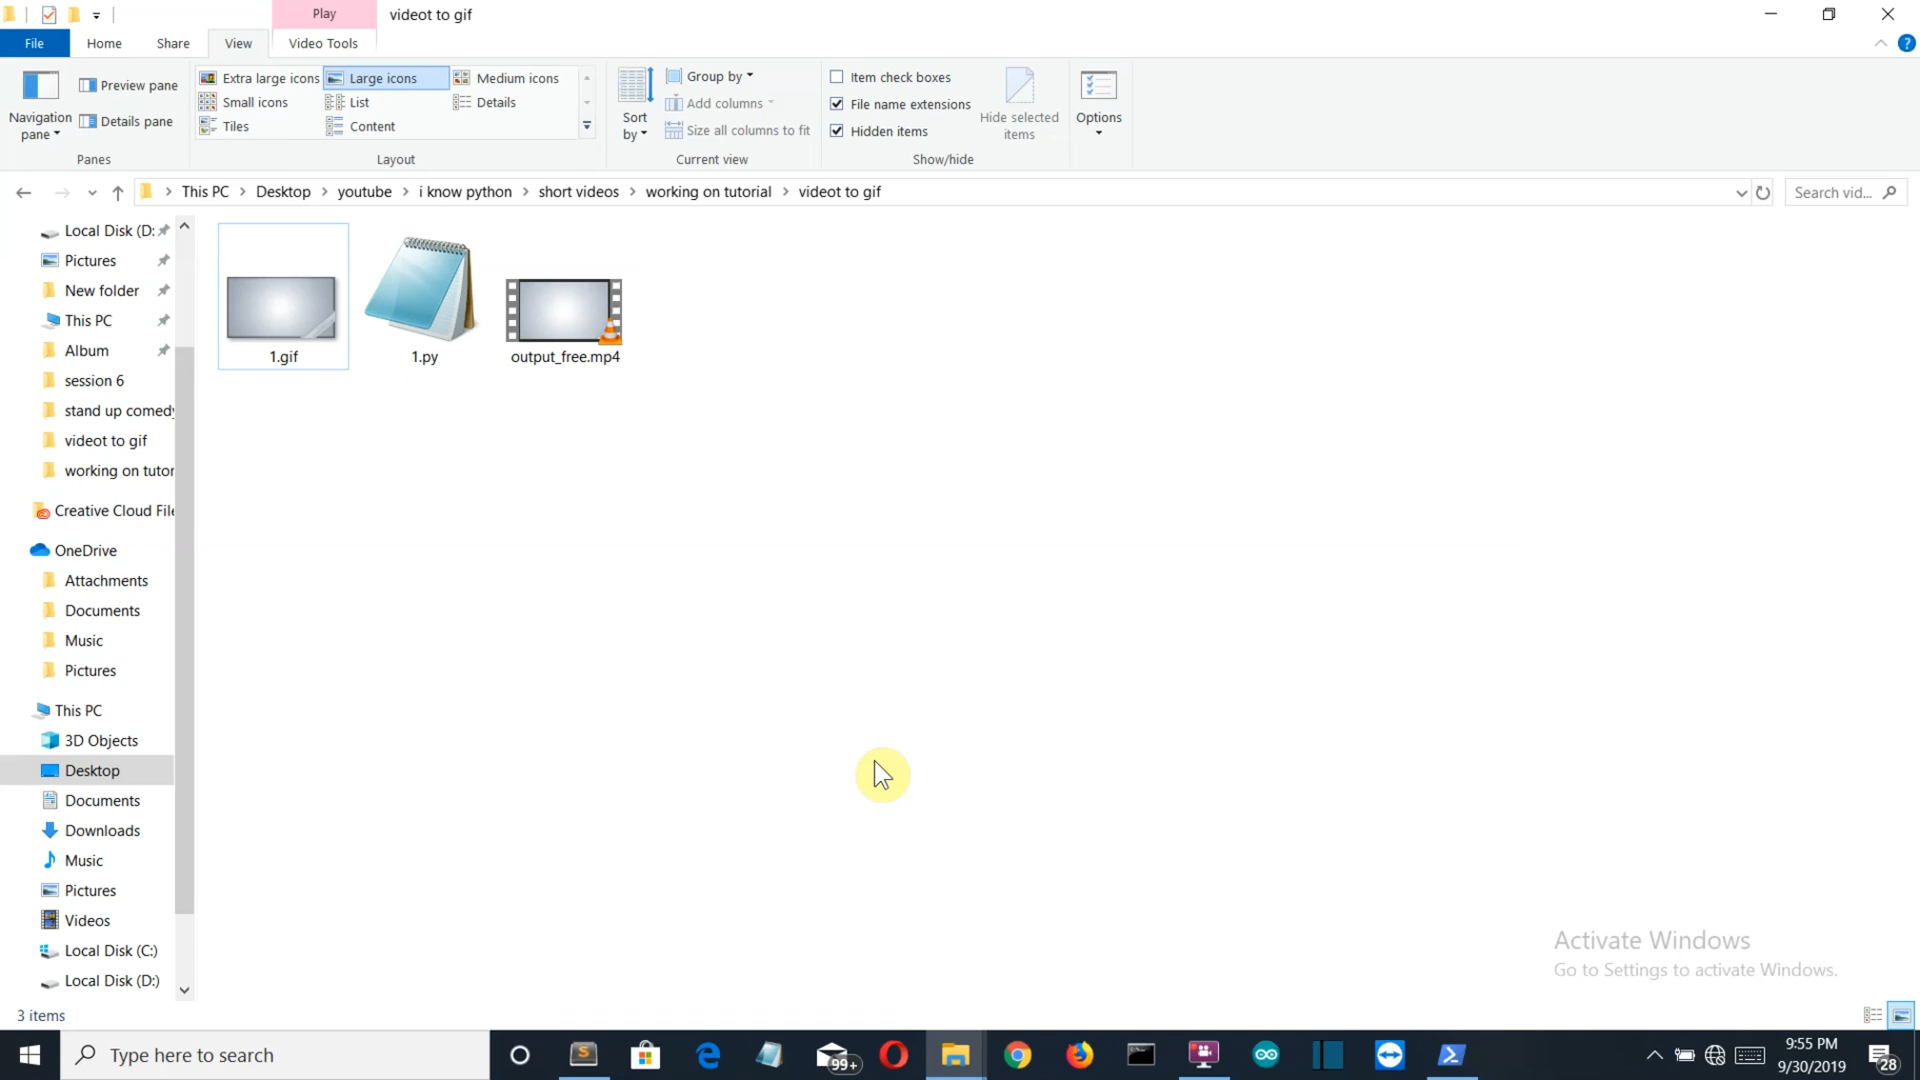 Play
videot to gif
File
Home
Share
View
Video Tools
Navigation
pane
Preview pane
Details pane
Panes
Extra large icons
Large icons
Medium icons
Small icons
List
Details
Tiles
Content
Layout
Sort
by
Group by
Add columns
Size all columns to fit
Current view
Item check boxes
File name extensions
Hidden items
Hide selected
items
Show/hide
Options
This PC
Desktop
youtube
i know python
short videos
working on tutorial
videot to gif
Search vid...
Local Disk (D:
Pictures
New folder
This PC
Album
session 6
stand up comedy
videot to gif
working on tutor
Creative Cloud File
OneDrive
Attachments
Documents
Music
Pictures
This PC
3D Objects
Desktop
Documents
Downloads
Music
Pictures
Videos
Local Disk (C:)
Local Disk (D:)
1.gif
1.py
output_free.mp4
Activate Windows
Go to Settings to activate Windows.
3 items
Type here to search
99+
9:55 PM
9/30/2019
28